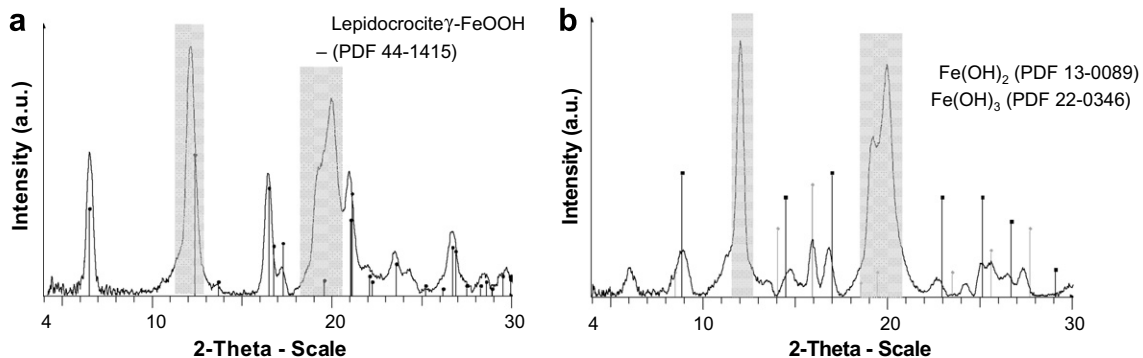 a
Lepidocrociteγ-FeOOH
– (PDF 44-1415)
Intensity (a.u.)
4 10 20 30
2-Theta - Scale
b
Fe(OH)₂ (PDF 13-0089)
Fe(OH)₃ (PDF 22-0346)
Intensity (a.u.)
4 10 20 30
2-Theta - Scale